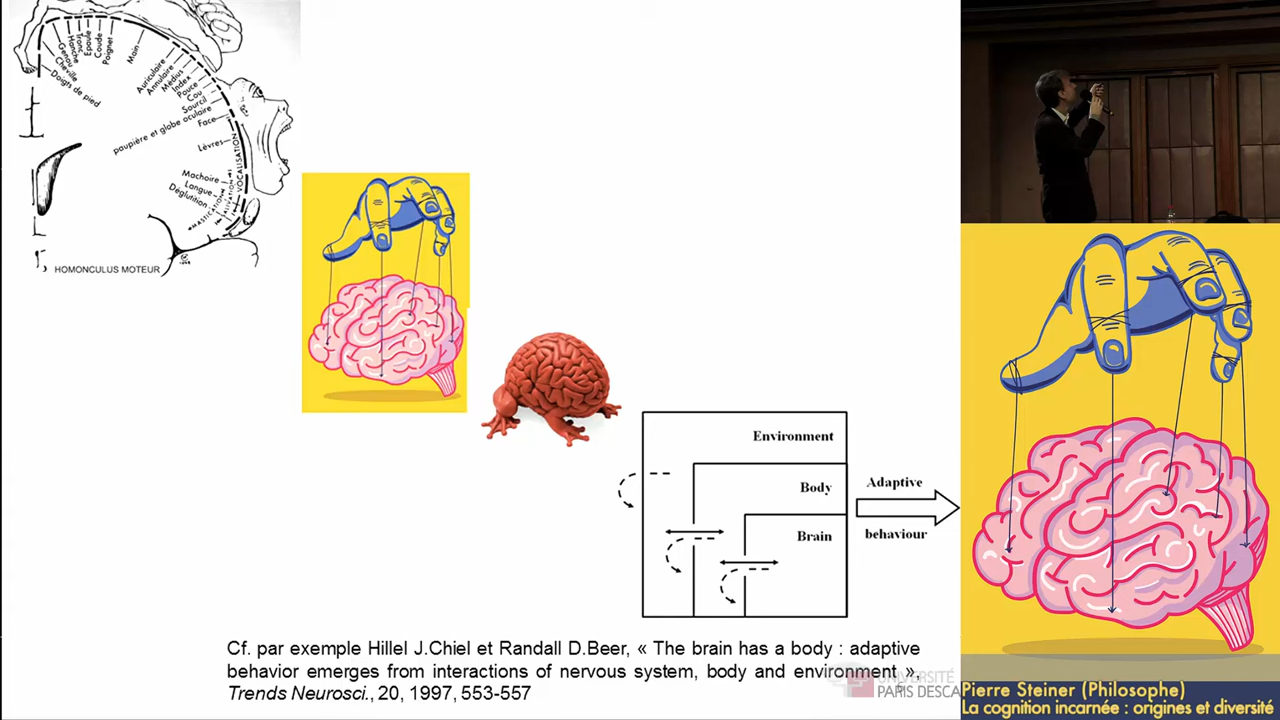 Doigts de pied
Cheville
Genou
Hanche
Tronc
Epaule
Coude
Poignet
Main
Auriculaire
Annulaire
Médius
Index
Pouce
Cou
Sourcil
paupière et globe oculaire
Face
Lèvres
VOCALISATION
Machoire
Langue
Déglutition
MASTICATION
HOMONCULUS MOTEUR
Environment
Body
Brain
Adaptive
behaviour
Cf. par exemple Hillel J.Chiel et Randall D.Beer, « The brain has a body : adaptive
behavior emerges from interactions of nervous system, body and environment »,
Trends Neurosci., 20, 1997, 553-557
UNIVERSITÉ
PARIS DESCA
Pierre Steiner (Philosophe)
La cognition incarnée : origines et diversité